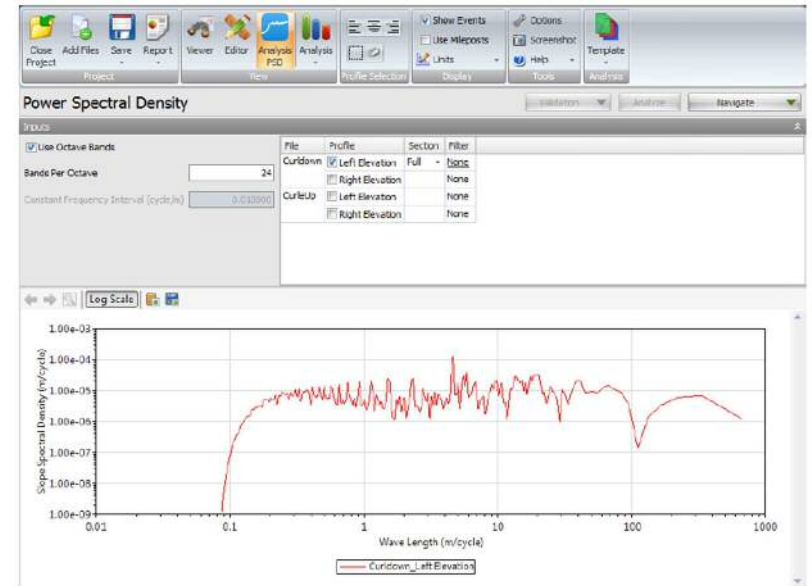 Close Project
Add Files
Save
Report
Viewer
Editor
Analysis PSD
Analysis
Show Events
Use Mileposts
Units
Options
Screenshot
Help
Template
Project
View
Profile Selection
Display
Tools
Analysis
Power Spectral Density
Analyze
Navigate
Inputs
Use Octave Bands
Bands Per Octave
24
Constant Frequency Interval (cycle/m)
File
Profile
Section
Filter
Curldown
Left Elevation
Full
None
Right Elevation
None
CurleUp
Left Elevation
None
Right Elevation
None
Log Scale
1.00e-03
1.00e-04
1.00e-05
1.00e-06
1.00e-07
1.00e-08
1.00e-09
Slope Spectral Density (m/cycle)
0.01
0.1
1
10
100
1000
Wave Length (m/cycle)
Curldown_Left Elevation